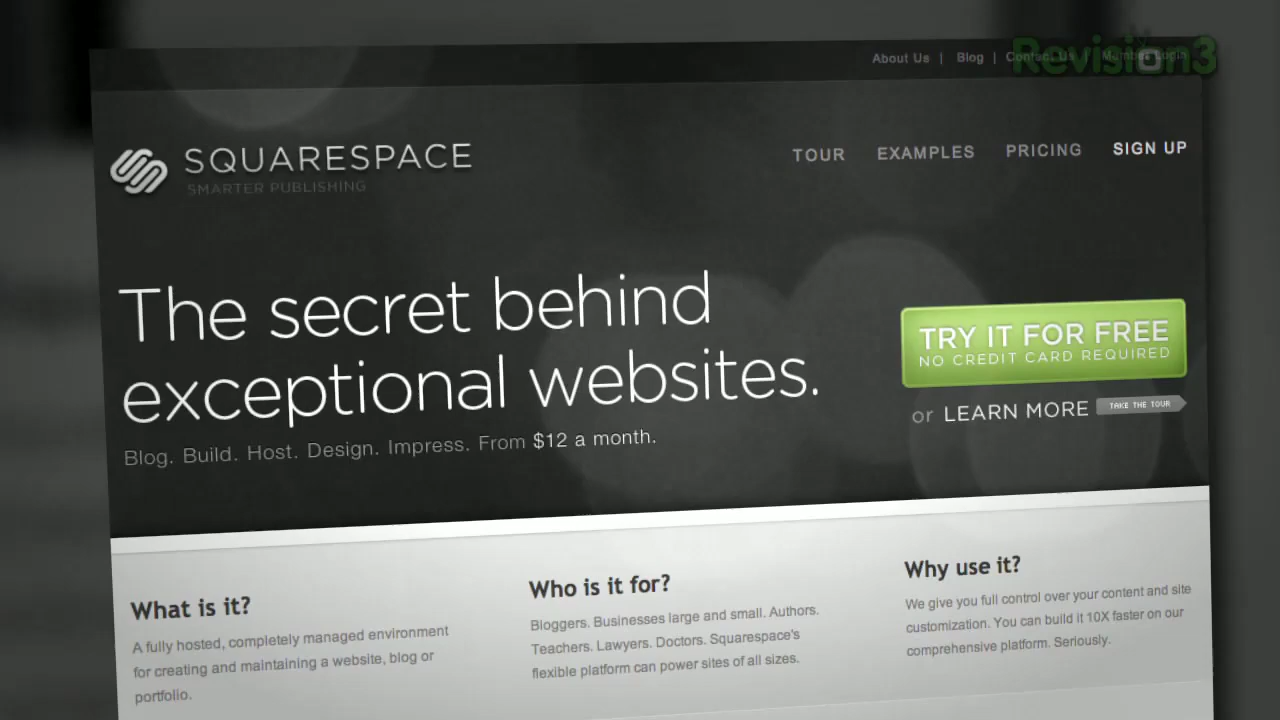 About Us | Blog | Contact Us | Member Login
Revision3
SQUARESPACE
SMARTER PUBLISHING
TOUR EXAMPLES PRICING SIGN UP
The secret behind
exceptional websites.
Blog. Build. Host. Design. Impress. From $12 a month.
TRY IT FOR FREE
NO CREDIT CARD REQUIRED
or LEARN MORE TAKE THE TOUR
What is it?
A fully hosted, completely managed environment
for creating and maintaining a website, blog or
portfolio.
Who is it for?
Bloggers. Businesses large and small. Authors.
Teachers. Lawyers. Doctors. Squarespace's
flexible platform can power sites of all sizes.
Why use it?
We give you full control over your content and site
customization. You can build it 10X faster on our
comprehensive platform. Seriously.